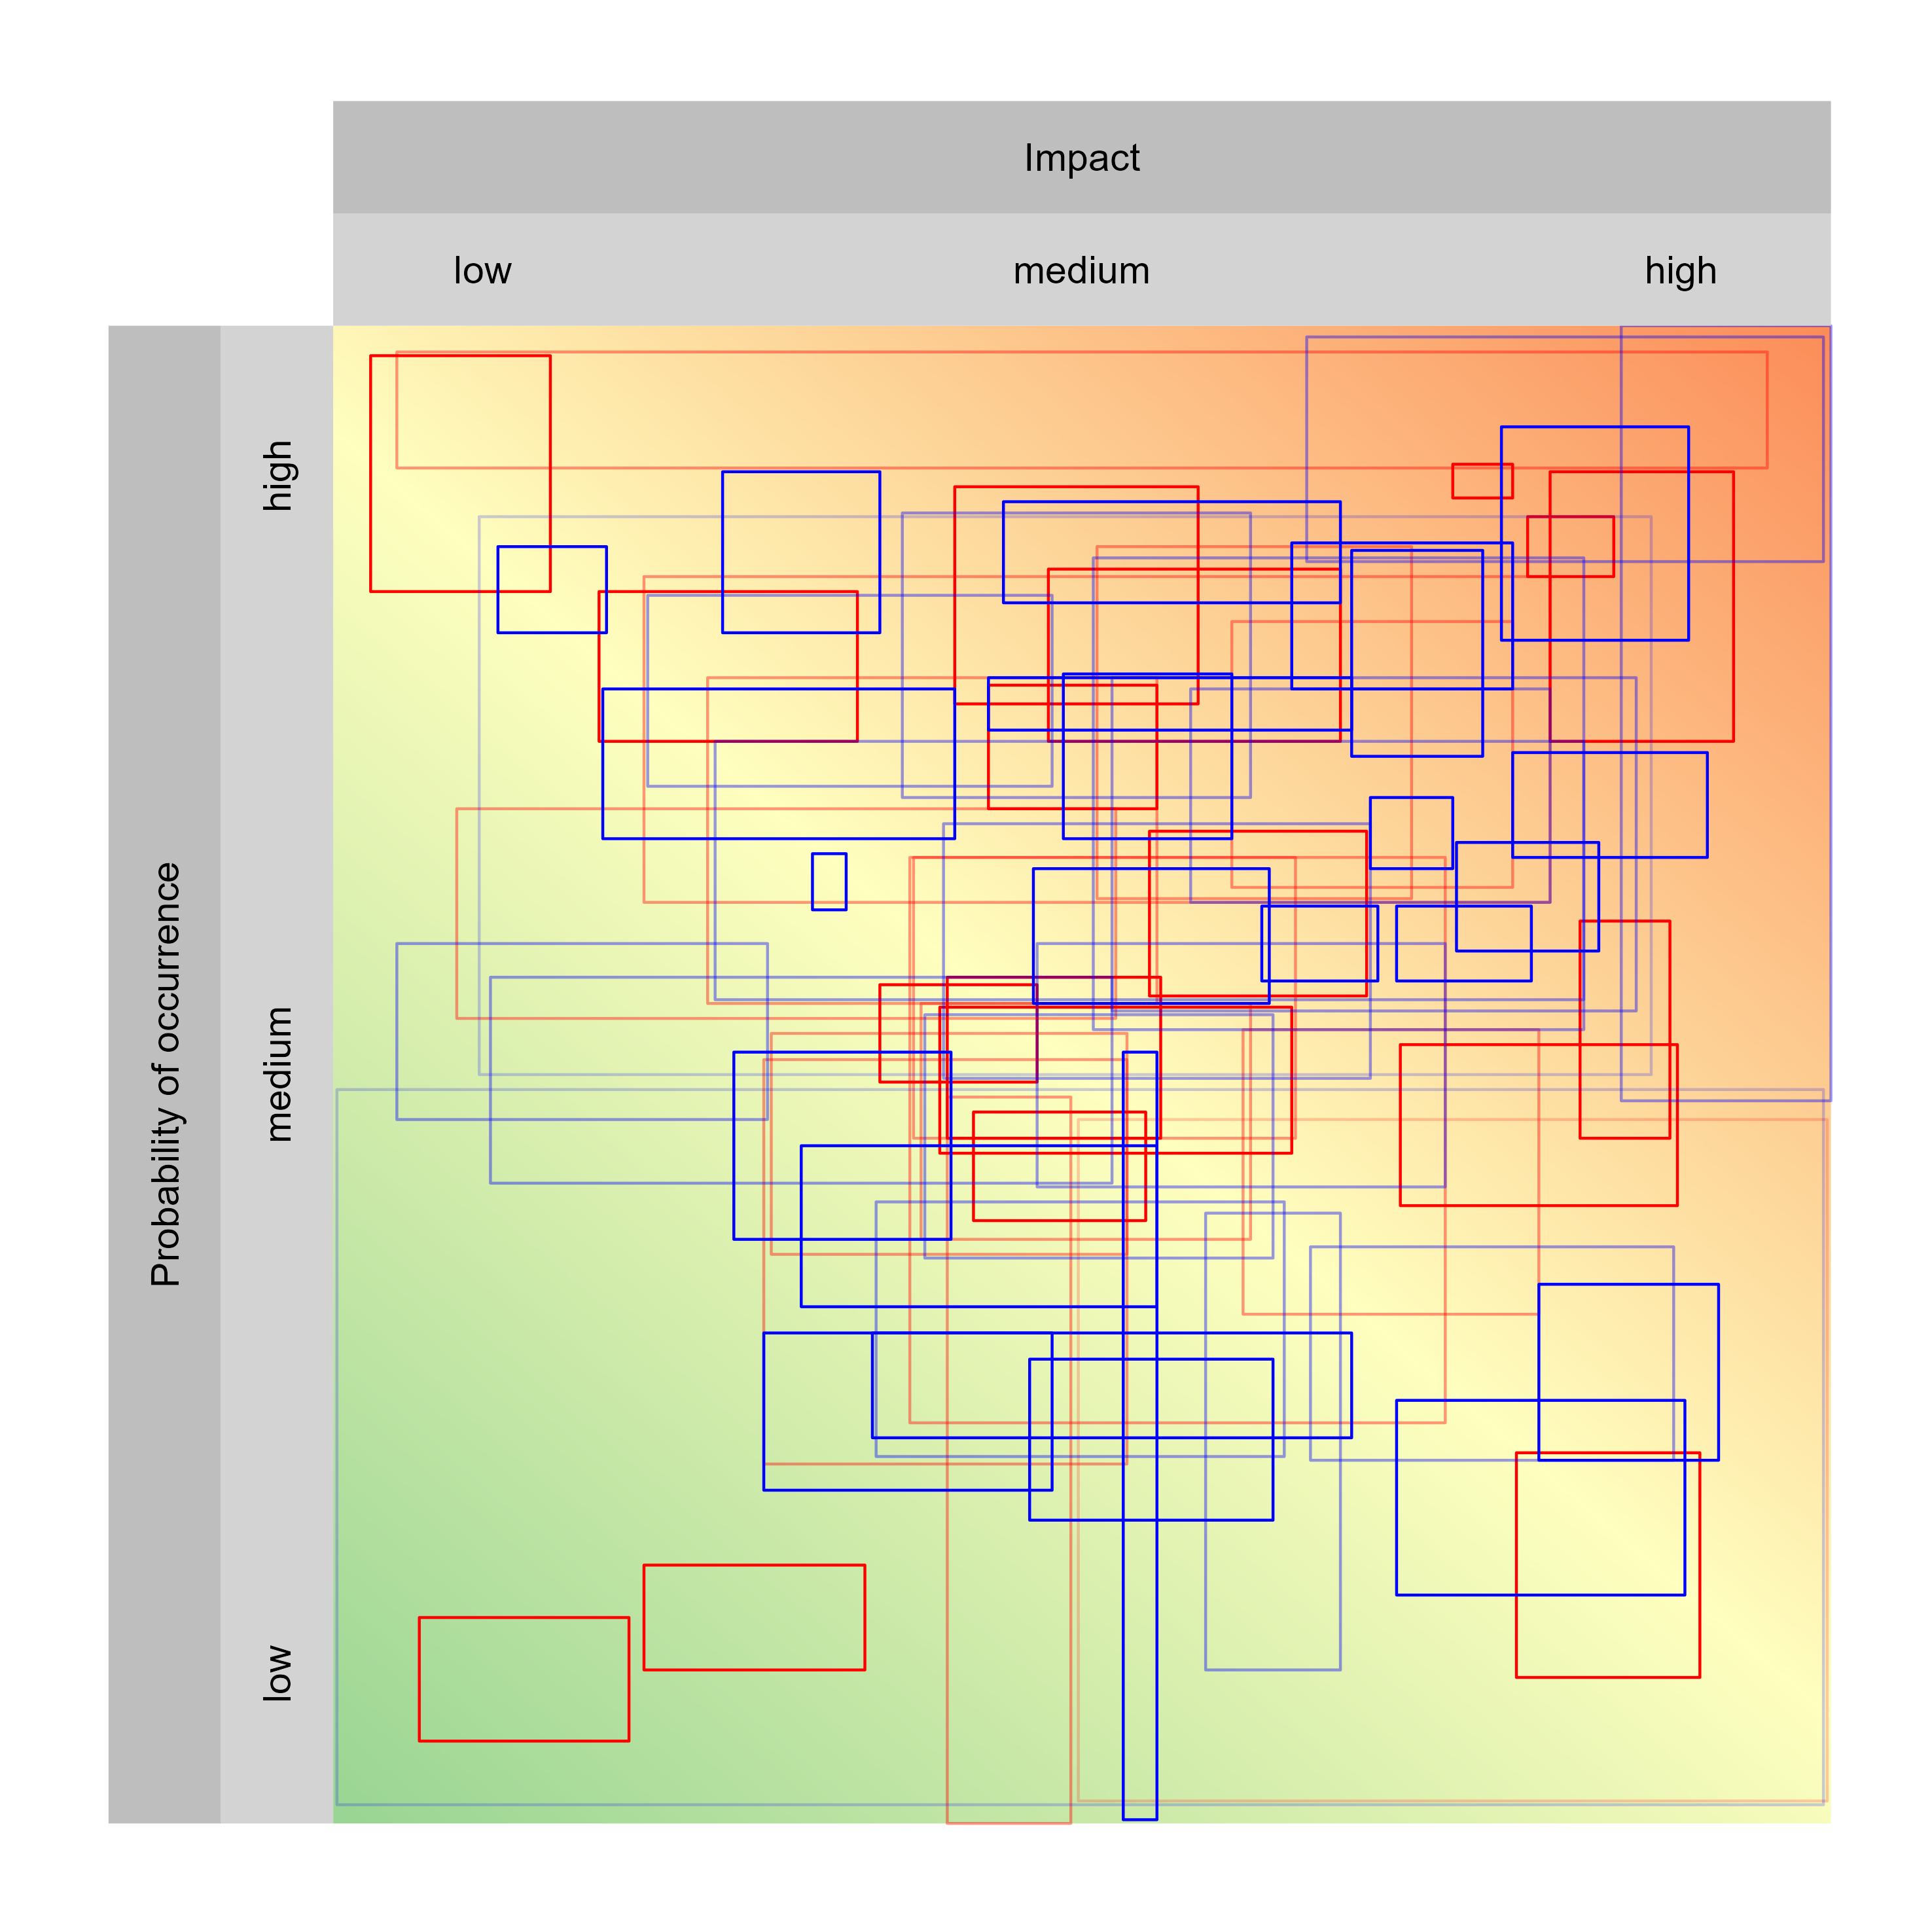 Impact
low
medium
high
Probability of occurrence
high
medium
low